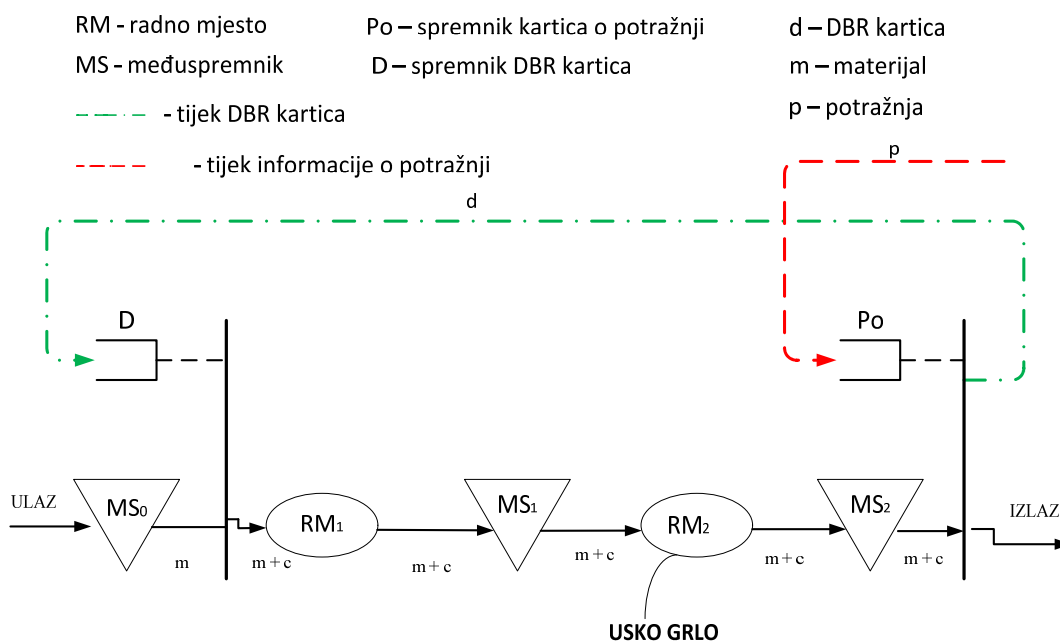 RM - radno mjesto
Po – spremnik kartica o potražnji
d – DBR kartica
MS - međuspremnik
D – spremnik DBR kartica
m – materijal
p – potražnja
- tijek DBR kartica
- tijek informacije o potražnji
p
d
D
Po
ULAZ
MS0
RM1
MS1
RM2
MS2
IZLAZ
m
m + c
m + c
m + c
m + c
m + c
USKO GRLO